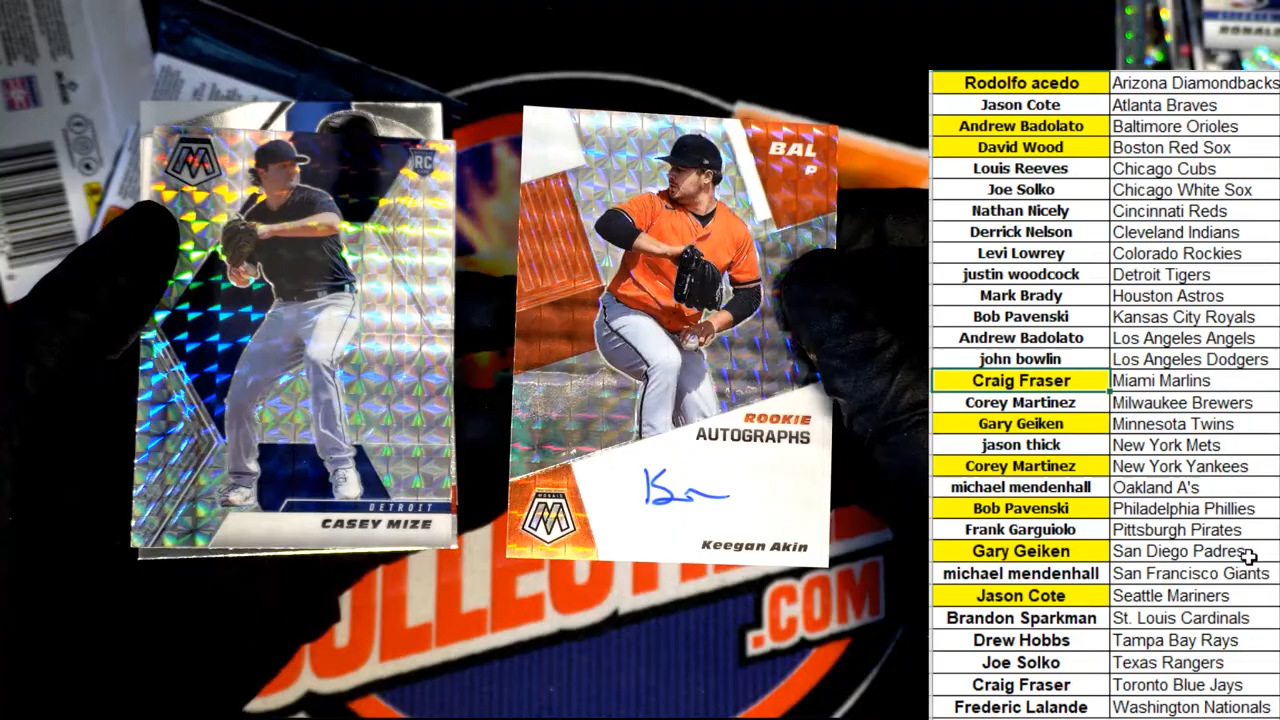 RONALD
RC
M
DETROIT
CASEY MIZE
BAL
P
ROOKIE
AUTOGRAPHS
MOSAIC
M
Keegan Akin
.COM
Rodolfo acedo Arizona Diamondbacks
Jason Cote Atlanta Braves
Andrew Badolato Baltimore Orioles
David Wood Boston Red Sox
Louis Reeves Chicago Cubs
Joe Solko Chicago White Sox
Nathan Nicely Cincinnati Reds
Derrick Nelson Cleveland Indians
Levi Lowrey Colorado Rockies
justin woodcock Detroit Tigers
Mark Brady Houston Astros
Bob Pavenski Kansas City Royals
Andrew Badolato Los Angeles Angels
john bowlin Los Angeles Dodgers
Craig Fraser Miami Marlins
Corey Martinez Milwaukee Brewers
Gary Geiken Minnesota Twins
jason thick New York Mets
Corey Martinez New York Yankees
michael mendenhall Oakland A's
Bob Pavenski Philadelphia Phillies
Frank Garguiolo Pittsburgh Pirates
Gary Geiken San Diego Padres
michael mendenhall San Francisco Giants
Jason Cote Seattle Mariners
Brandon Sparkman St. Louis Cardinals
Drew Hobbs Tampa Bay Rays
Joe Solko Texas Rangers
Craig Fraser Toronto Blue Jays
Frederic Lalande Washington Nationals